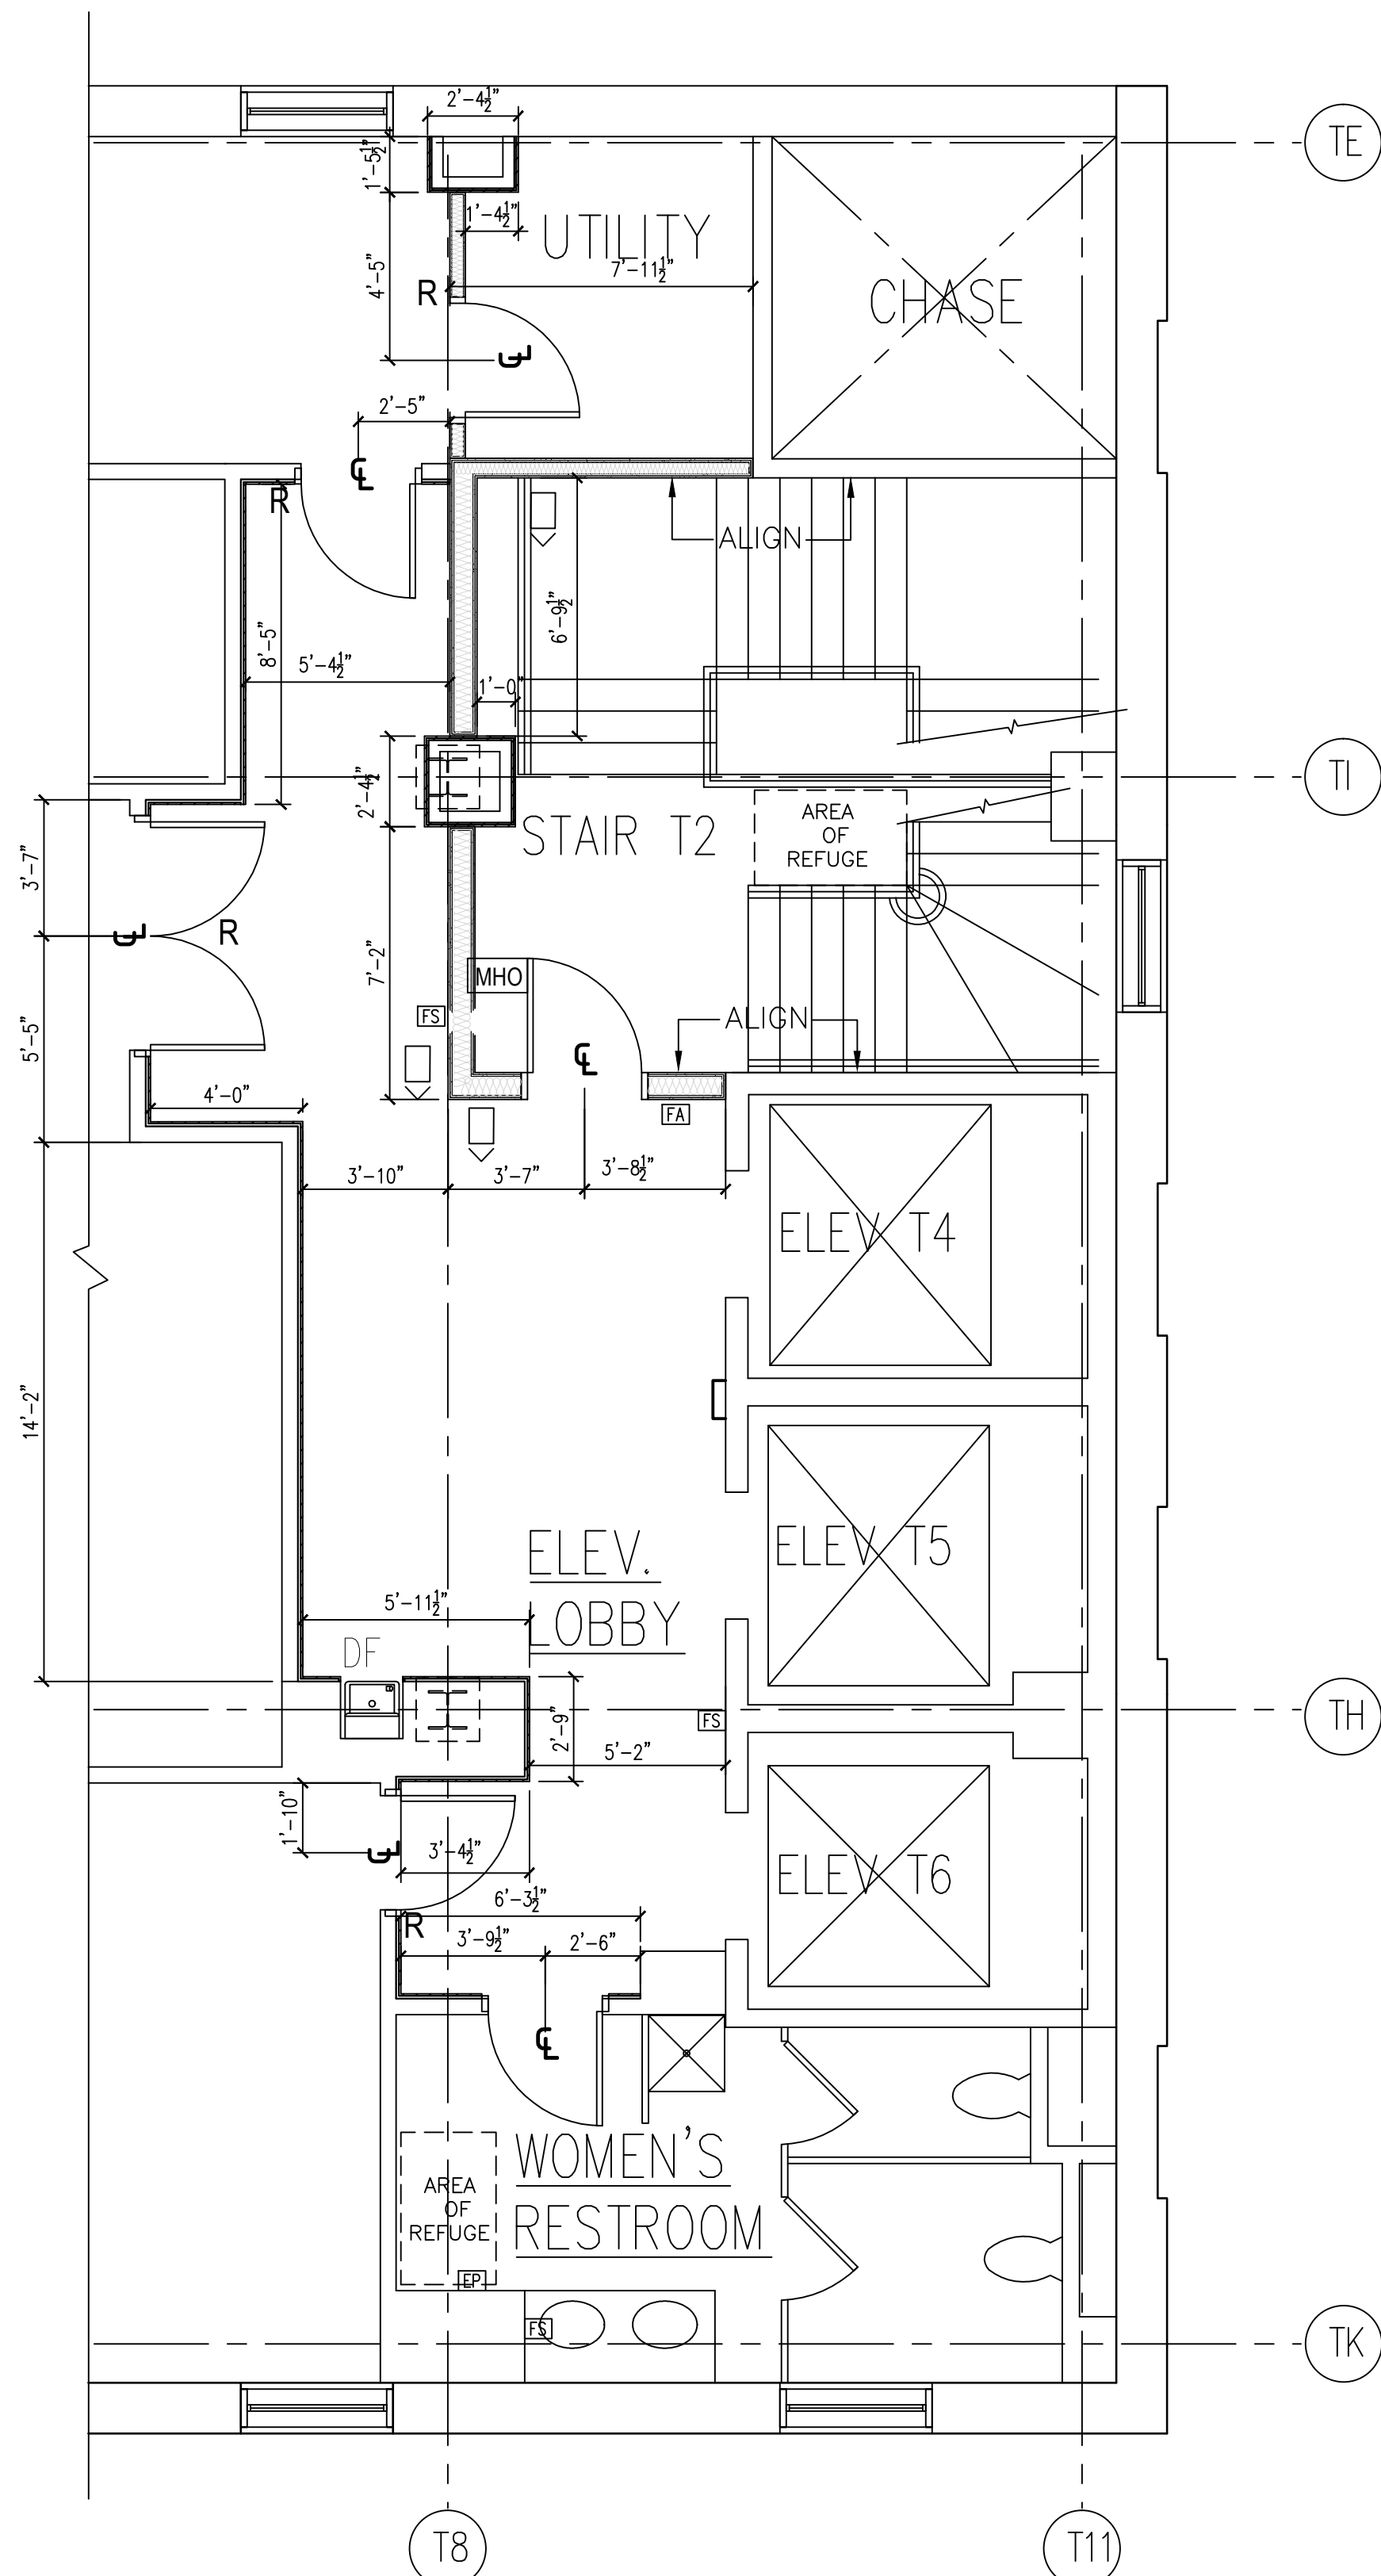 2'-4½"
TE
1'-5½"
1'-4½"
UTILITY
7'-11½"
4'-5"
R
CHASE
2'-5"
R
ALIGN
6'-9½"
8'-5"
5'-4½"
1'-0"
TI
2'-4½"
AREA
OF
REFUGE
STAIR T2
3'-7"
R
7'-2"
MHO
FS
ALIGN
5'-5"
4'-0"
FA
3'-10"
3'-7"
3'-8½"
ELEV T4
14'-2"
ELEV T5
ELEV.
LOBBY
5'-11½"
DF
TH
FS
2'-9"
5'-2"
1'-10"
3'-4½"
ELEV T6
6'-3½"
R
3'-9½"
2'-6"
WOMEN'S
RESTROOM
AREA
OF
REFUGE
EP
FS
TK
T8
T11